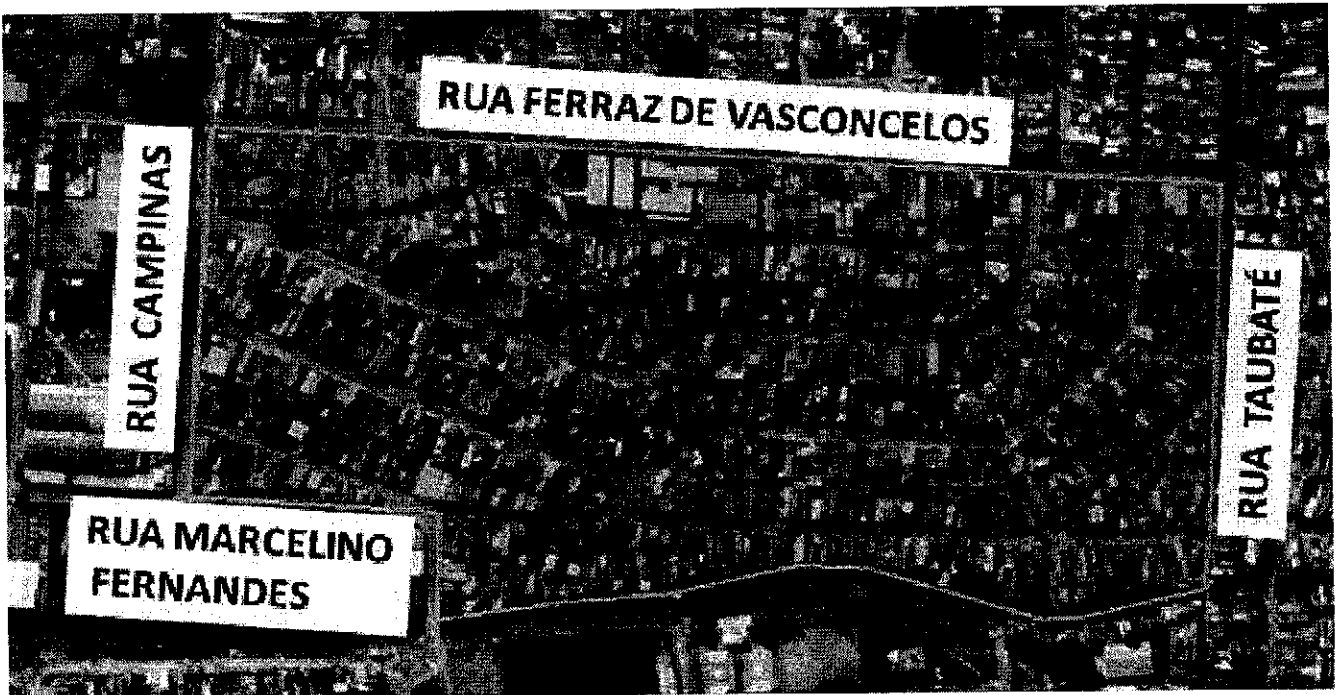 RUA FERRAZ DE VASCONCELOS
RUA CAMPINAS
RUA TAUBATÉ
RUA MARCELINO
FERNANDES